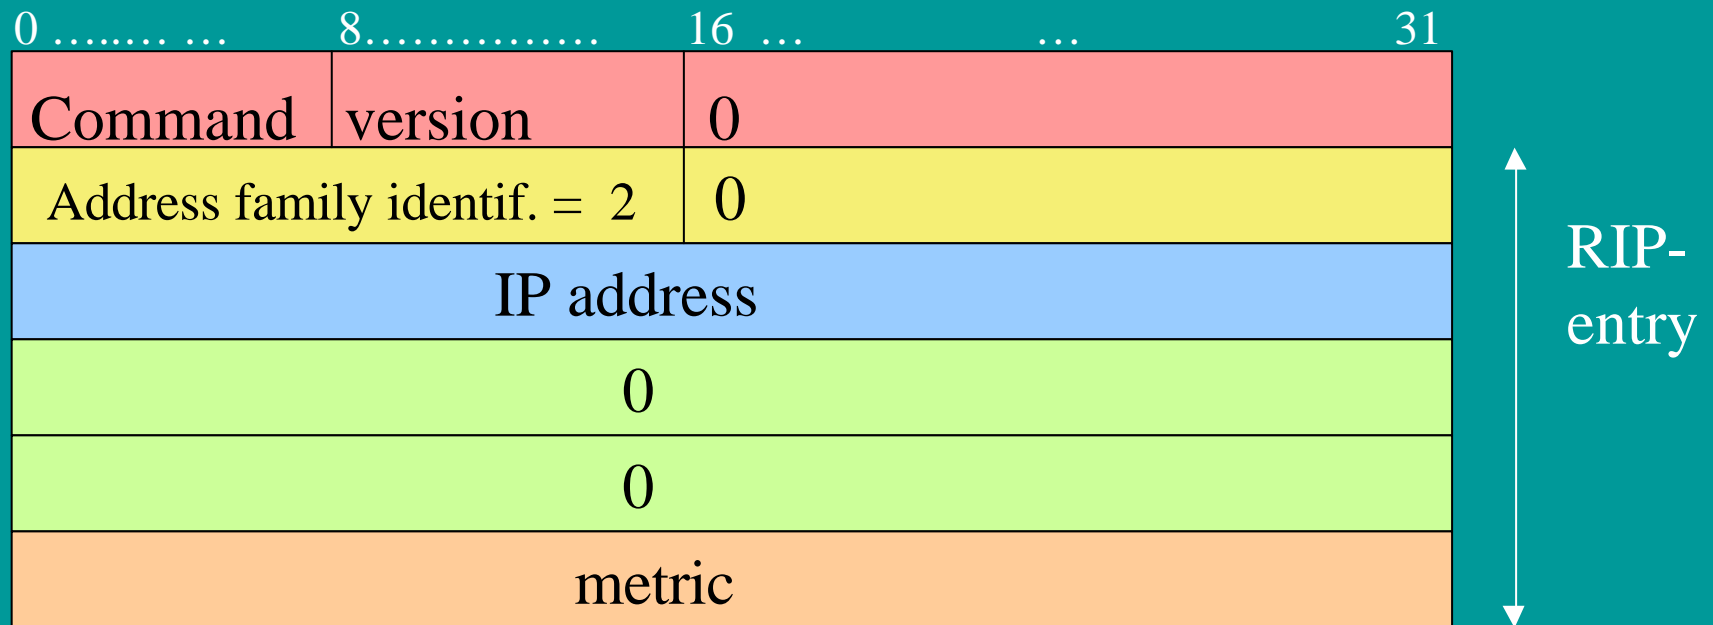 0 ........ ... 8............... 16 ... ... 31
Command version 0
Address family identif. = 2 0
IP address
RIP-
entry
0
0
metric